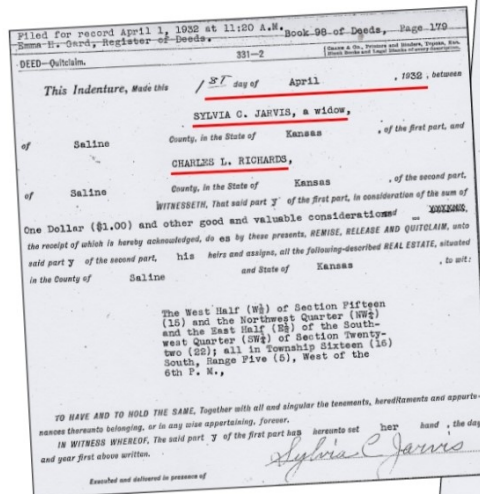 Filed for record April 1, 1932 at 11:20 A.M. Book 98 of Deeds, Page 179
Emma H. Gard, Register of Deeds.
331—2
DEED—Quitclaim.
This Indenture, Made this 1ST day of April , 1932, between
SYLVIA C. JARVIS, a widow,
of Saline County, in the State of Kansas , of the first part, and
CHARLES L. RICHARDS,
of Saline County, in the State of Kansas , of the second part,
WITNESSETH, That said part y of the first part, in consideration of the sum of
One Dollar ($1.00) and other good and valuable considerations
the receipt of which is hereby acknowledged, do es by these presents, REMISE, RELEASE AND QUITCLAIM, unto
said part y of the second part, his heirs and assigns, all the following-described REAL ESTATE, situated
in the County of Saline and State of Kansas , to wit:
The West Half (W½) of Section Fifteen
(15) and the Northwest Quarter (NW¼)
and the East Half (E½) of the South-
west Quarter (SW¼) of Section Twenty-
two (22); all in Township Sixteen (16)
South, Range Five (5), West of the
6th P. M.,
TO HAVE AND TO HOLD THE SAME, Together with all and singular the tenements, hereditaments and appurte-
nances thereunto belonging, or in any wise appertaining, forever.
IN WITNESS WHEREOF, The said part y of the first part has hereunto set her hand , the day
and year first above written.
Sylvia C Jarvis
Executed and delivered in presence of